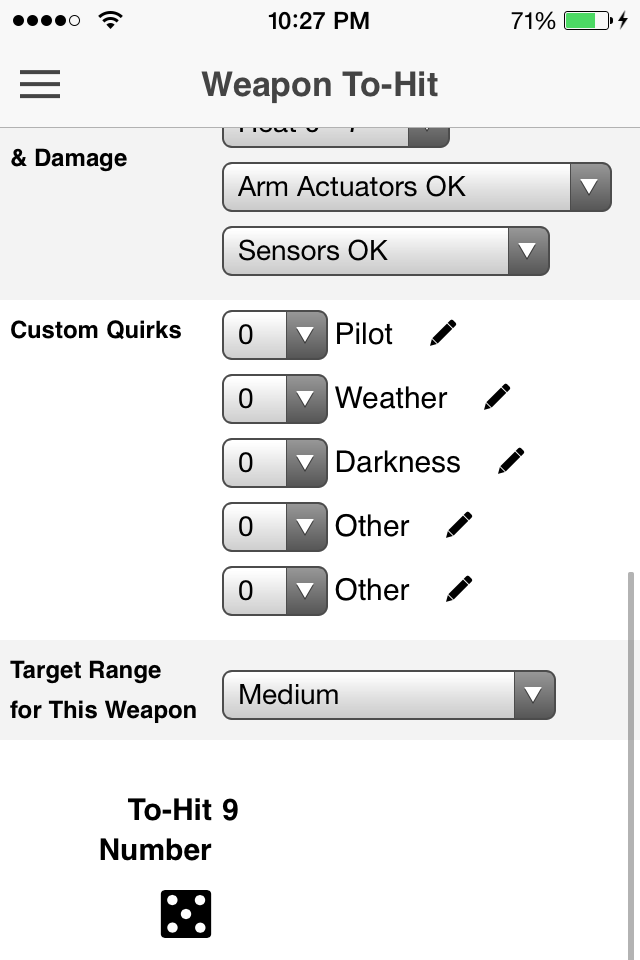 10:27 PM
71%
Weapon To-Hit
& Damage
Arm Actuators OK
Sensors OK
Custom Quirks
0 Pilot
0 Weather
0 Darkness
0 Other
0 Other
Target Range
for This Weapon
Medium
To-Hit 9
Number